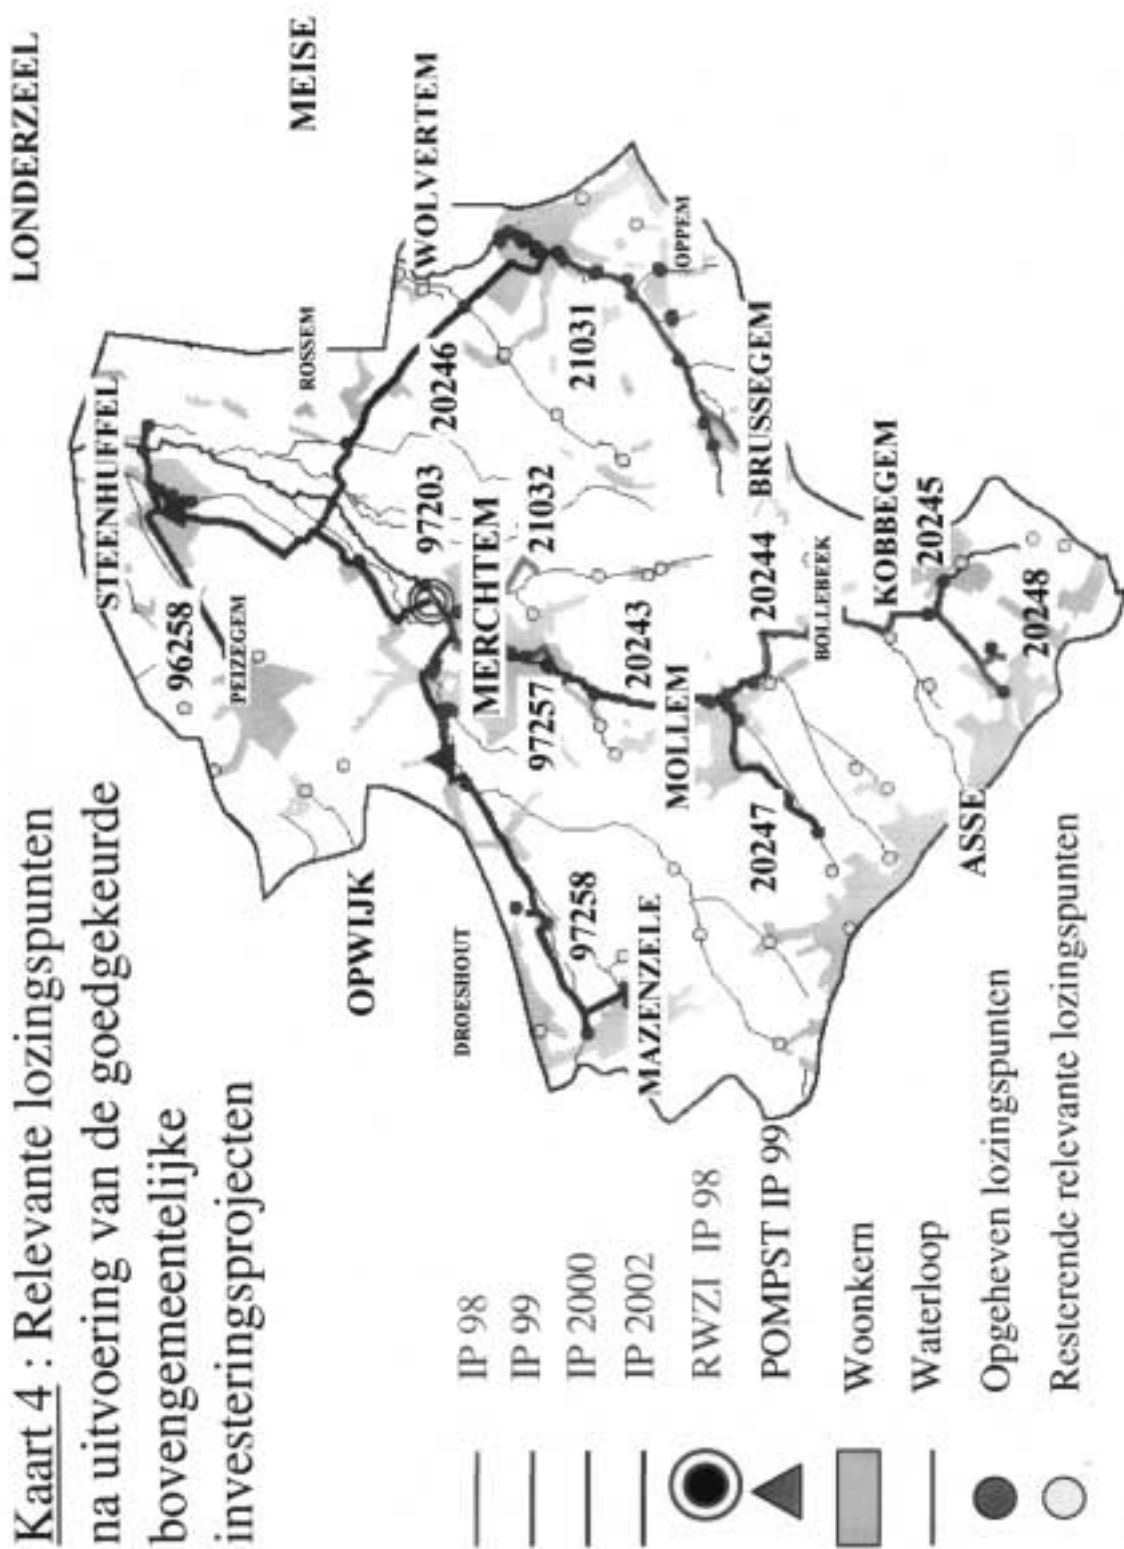 Kaart 4 : Relevante lozingspunten
na uitvoering van de goedgekeurde
bovengemeentelijke
investeringsprojecten
IP 98
IP 99
IP 2000
IP 2002
RWZI IP 98
POMPST IP 99
Woonkern
Waterloop
Opgeheven lozingspunten
Resterende relevante lozingspunten
LONDERZEEL
MEISE
STEENHUFFEL
ROSSEM
WOLVERTEM
96258
PEIZEGEM
20246
97203
MERCHTEM
21032
21031
OPPEM
OPWIJK
DROESHOUT
97257
20243
BRUSSEGEM
97258
MOLLEM
20244
MAZENZELE
BOLLEBEEK
20247
KOBBEGEM
20245
ASSE
20248